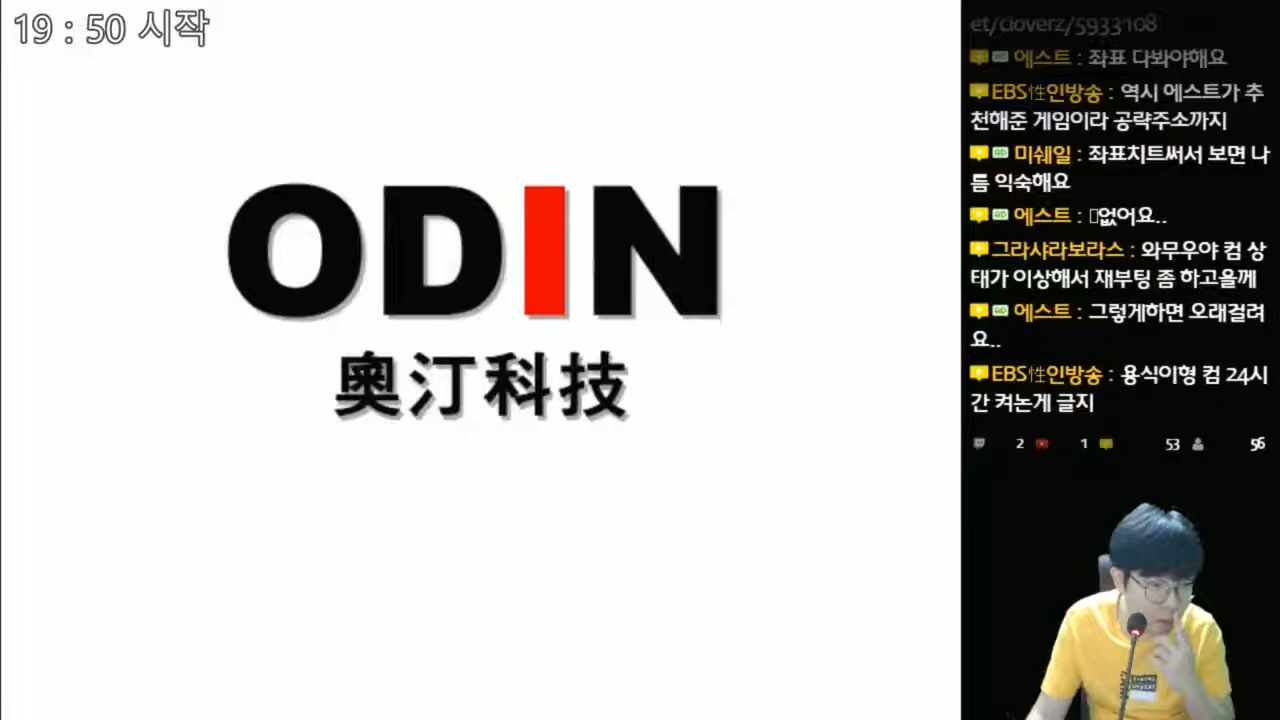 19 : 50 시작
ODIN
奧汀科技
et/cloverz/5933108
에스트 : 좌표 다봐야해요
EBS性인방송 : 역시 에스트가 추
천해준 게임이라 공략주소까지
미쉐일 : 좌표치트써서 보면 나
름 익숙해요
에스트 : 없어요..
그라샤라보라스 : 와무우야 컴 상
태가 이상해서 재부팅 좀 하고올께
에스트 : 그렇게하면 오래걸려
요..
EBS性인방송 : 용식이형 컴 24시
간 켜논게 글지
2 1 53 56